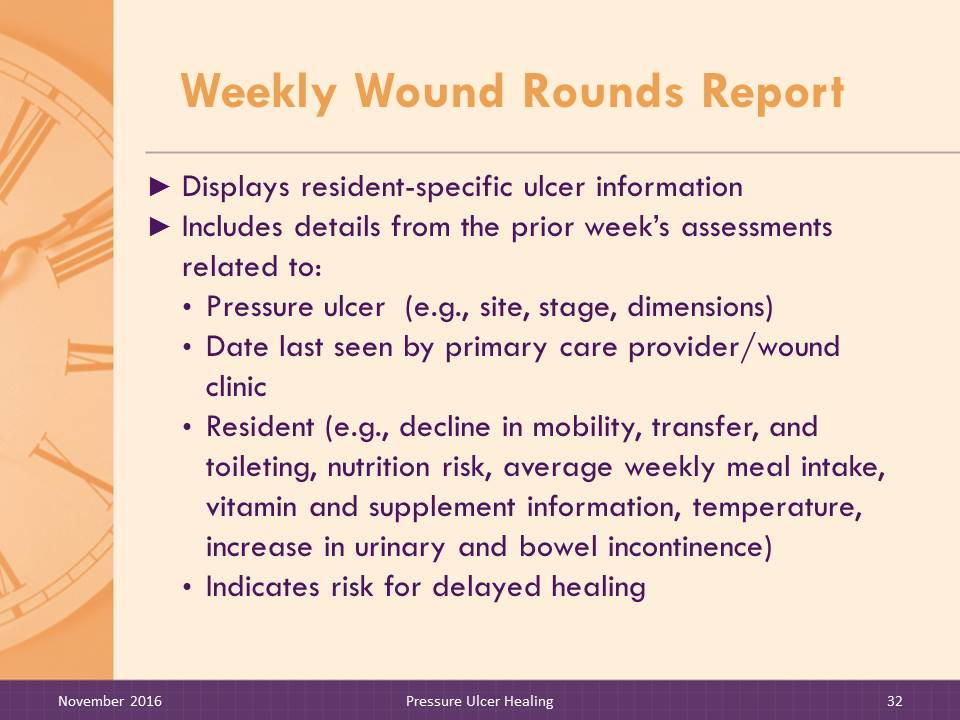 Weekly Wound Rounds Report
► Displays resident-specific ulcer information
► Includes details from the prior week’s assessments
related to:
• Pressure ulcer  (e.g., site, stage, dimensions)
• Date last seen by primary care provider/wound
clinic
• Resident (e.g., decline in mobility, transfer, and
toileting, nutrition risk, average weekly meal intake,
vitamin and supplement information, temperature,
increase in urinary and bowel incontinence)
• Indicates risk for delayed healing
November 2016
Pressure Ulcer Healing
32